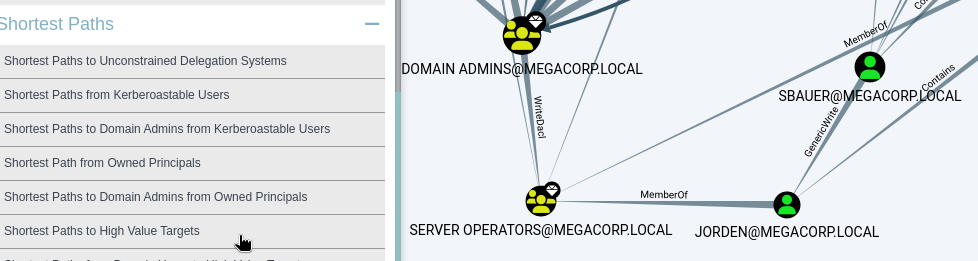 Shortest Paths
Shortest Paths to Unconstrained Delegation Systems
Shortest Paths from Kerberoastable Users
Shortest Paths to Domain Admins from Kerberoastable Users
Shortest Path from Owned Principals
Shortest Paths to Domain Admins from Owned Principals
Shortest Paths to High Value Targets
DOMAIN ADMINS@MEGACORP.LOCAL
WriteDacl
SERVER OPERATORS@MEGACORP.LOCAL
MemberOf
JORDEN@MEGACORP.LOCAL
GenericWrite
SBAUER@MEGACORP.LOCAL
MemberOf
Contains